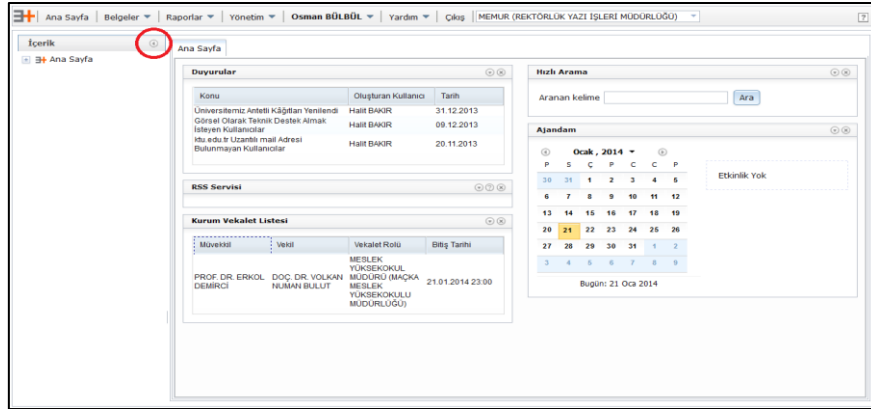 Ana Sayfa Belgeler Raporlar Yönetim Osman BÜLBÜL Yardım Çıkış MEMUR (REKTÖRLÜK YAZI İŞLERİ MÜDÜRLÜĞÜ) ?
İçerik
Ana Sayfa
Ana Sayfa
Duyurular
Konu Oluşturan Kullanıcı Tarih
Üniversitemiz Antetli Kâğıtları Yenilendi Halit BAKIR 31.12.2013
Görsel Olarak Teknik Destek Almak
İsteyen Kullanıcılar Halit BAKIR 09.12.2013
ktu.edu.tr Uzantılı mail Adresi
Bulunmayan Kullanıcılar Halit BAKIR 20.11.2013
RSS Servisi
Kurum Vekalet Listesi
Müvekkil Vekil Vekalet Rolü Bitiş Tarihi
PROF. DR. ERKOL DEMİRCİ DOÇ. DR. VOLKAN NUMAN BULUT MESLEK
YÜKSEKOKUL
MÜDÜRÜ (MAÇKA
MESLEK
YÜKSEKOKULU
MÜDÜRLÜĞÜ) 21.01.2014 23:00
Hızlı Arama
Aranan kelime Ara
Ajandam
Ocak , 2014
P S Ç P C C P
30 31 1 2 3 4 5
6 7 8 9 10 11 12
13 14 15 16 17 18 19
20 21 22 23 24 25 26
27 28 29 30 31 1 2
3 4 5 6 7 8 9
Bugün: 21 Oca 2014
Etkinlik Yok